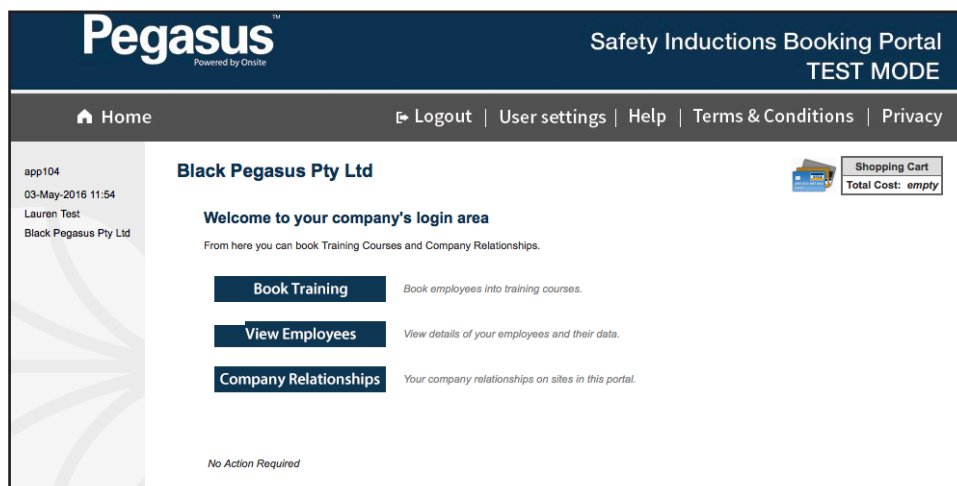 Pegasus™
Powered by Onsite
Safety Inductions Booking Portal
TEST MODE
Home
Logout | User settings | Help | Terms & Conditions | Privacy
app104
03-May-2016 11:54
Lauren Test
Black Pegasus Pty Ltd
Black Pegasus Pty Ltd
Shopping Cart
Total Cost: empty
Welcome to your company's login area
From here you can book Training Courses and Company Relationships.
Book Training Book employees into training courses.
View Employees View details of your employees and their data.
Company Relationships Your company relationships on sites in this portal.
No Action Required